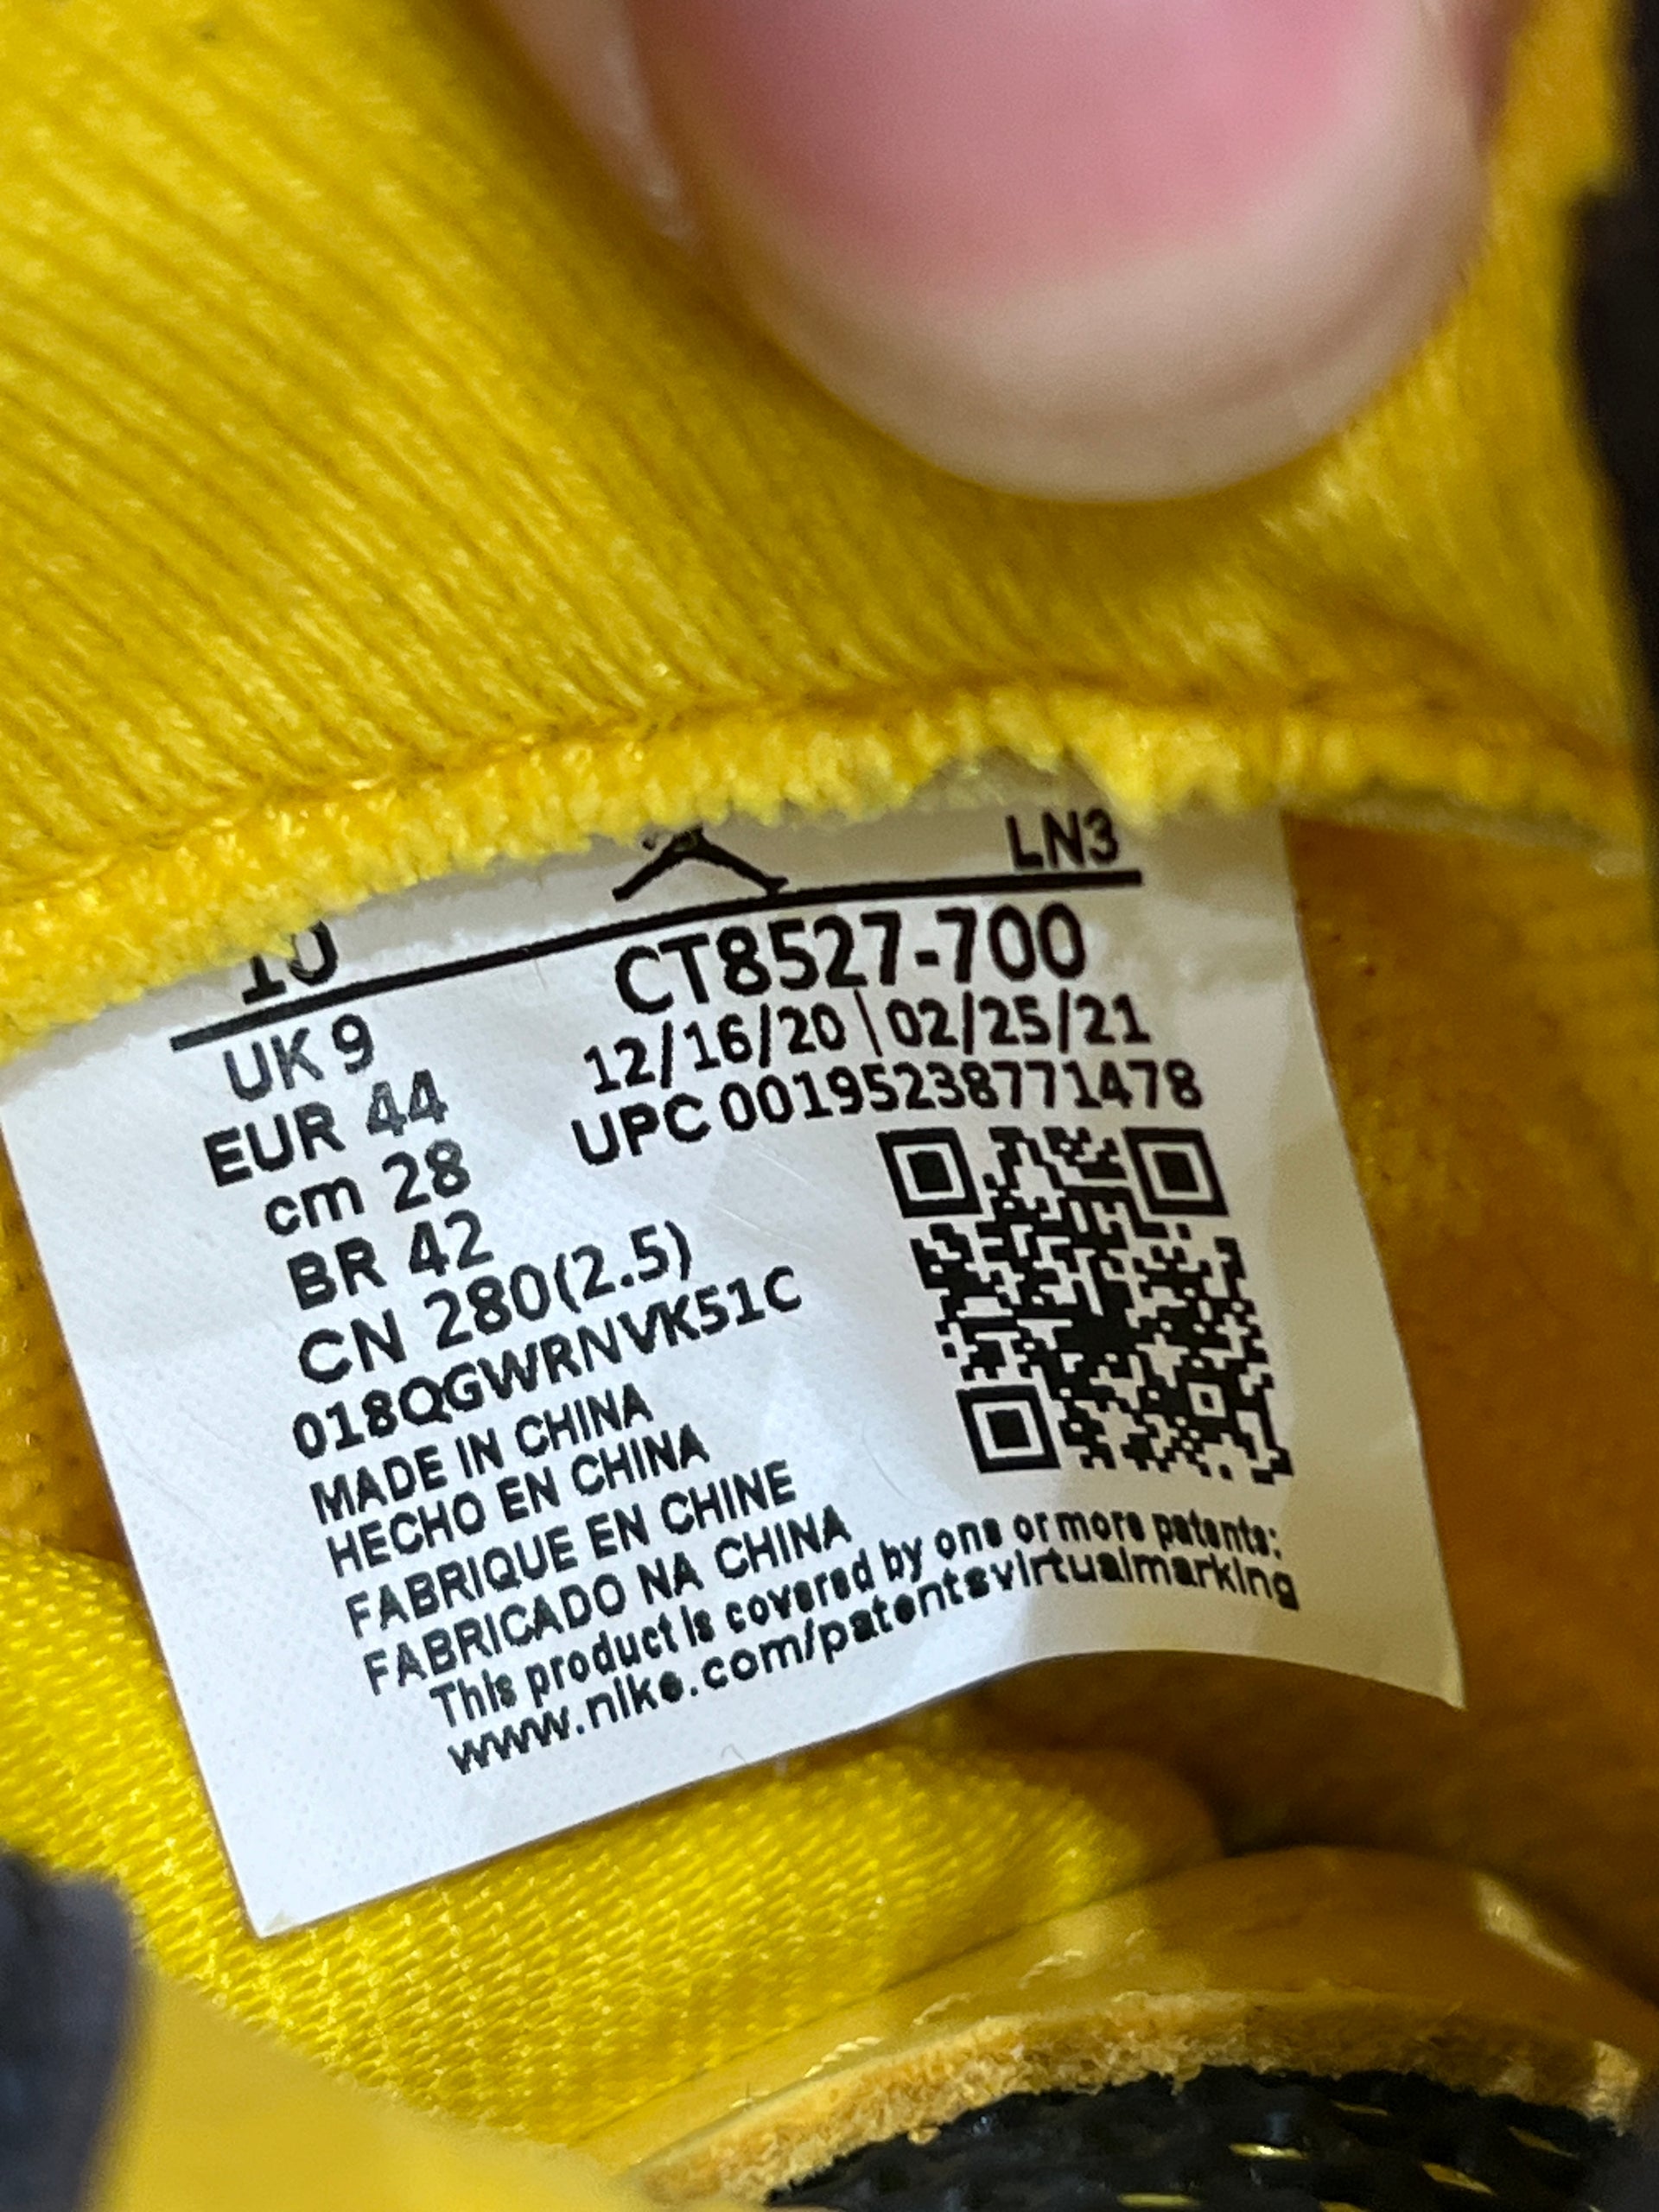 LN3
10
CT8527-700
UK 9
12/16/20 \ 02/25/21
EUR 44
UPC 00195238771478
cm 28
BR 42
CN 280(2.5)
018QGWRNVK51C
MADE IN CHINA
HECHO EN CHINA
FABRIQUE EN CHINE
FABRICADO NA CHINA
This product is covered by one or more patents:
www.nike.com/patentsvirtualmarking